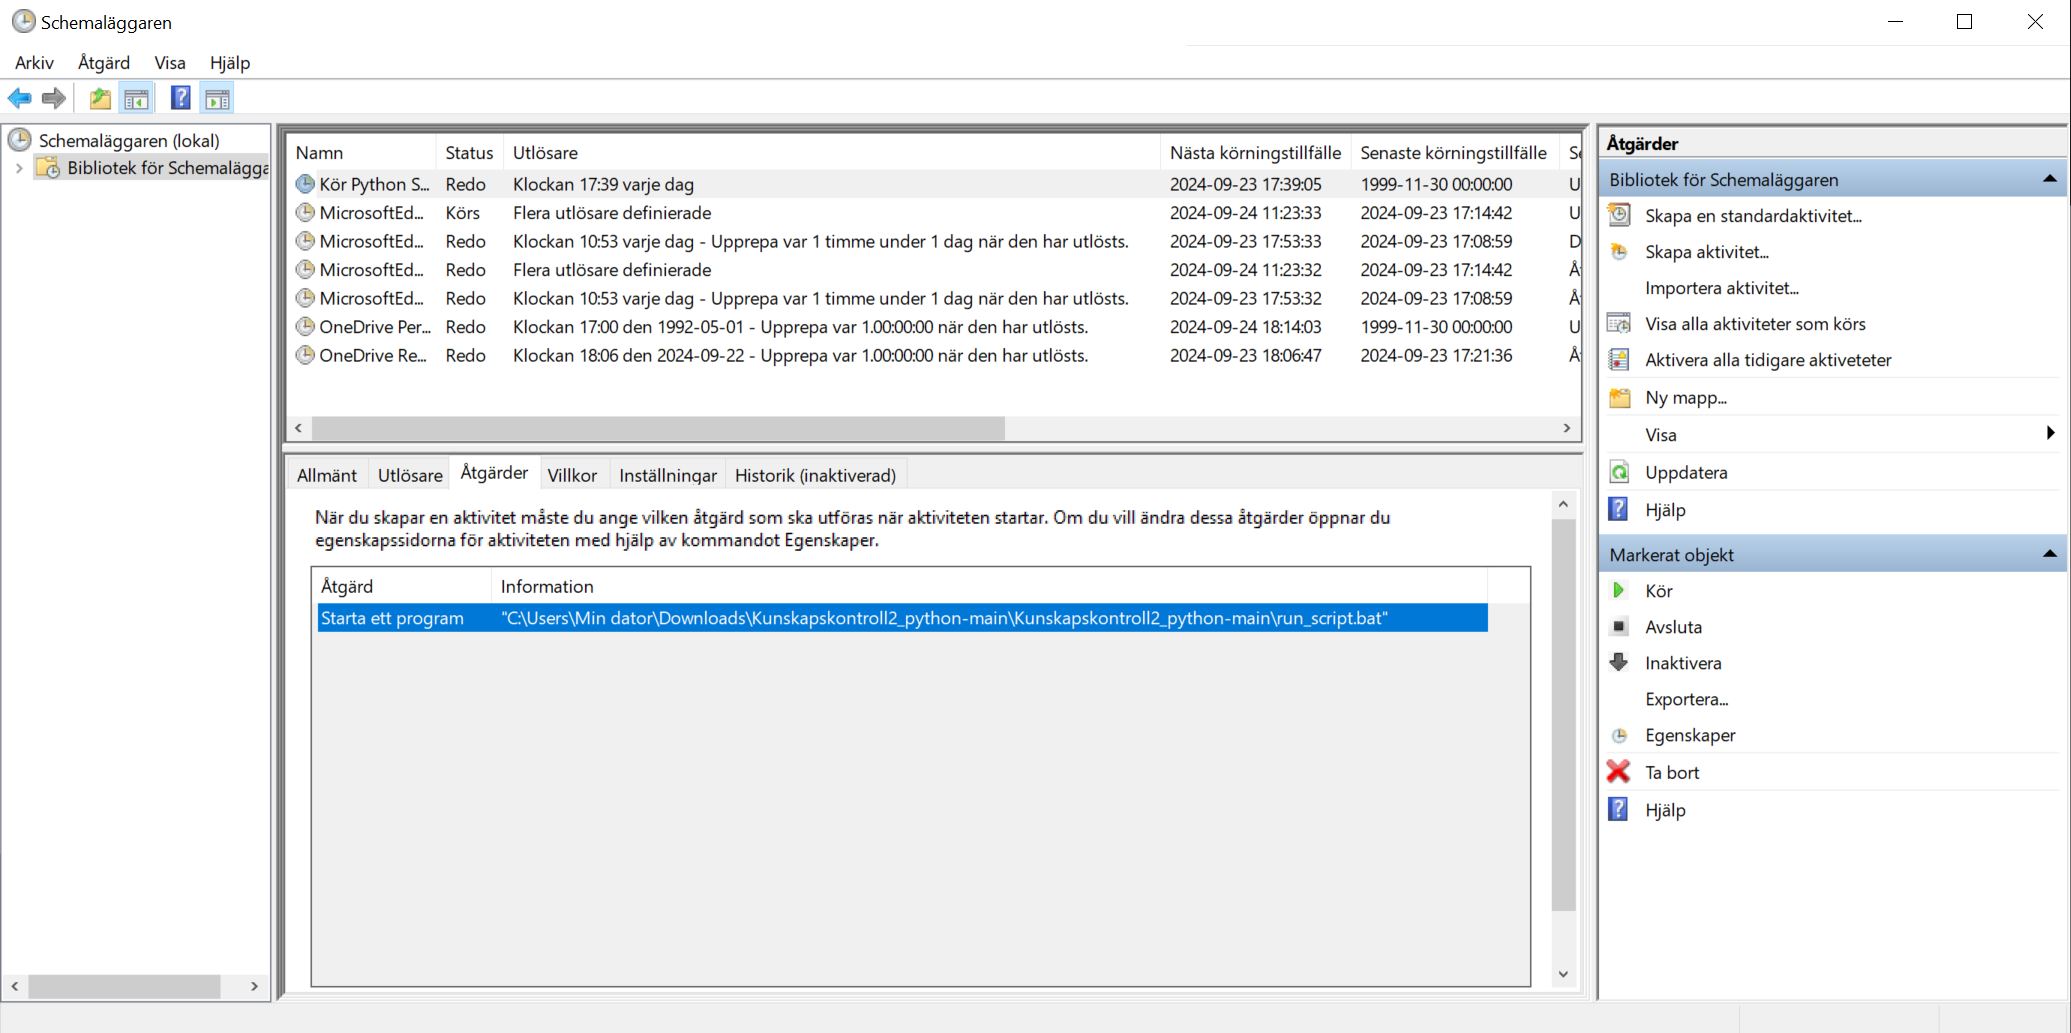 Schemaläggaren
Arkiv Åtgärd Visa Hjälp
Schemaläggaren (lokal)
Bibliotek för Schemalägga
Namn Status Utlösare Nästa körningstillfälle Senaste körningstillfälle
Kör Python S... Redo Klockan 17:39 varje dag 2024-09-23 17:39:05 1999-11-30 00:00:00 U
MicrosoftEd... Körs Flera utlösare definierade 2024-09-24 11:23:33 2024-09-23 17:14:42 U
MicrosoftEd... Redo Klockan 10:53 varje dag - Upprepa var 1 timme under 1 dag när den har utlösts. 2024-09-23 17:53:33 2024-09-23 17:08:59 D
MicrosoftEd... Redo Flera utlösare definierade 2024-09-24 11:23:32 2024-09-23 17:14:42 Å
MicrosoftEd... Redo Klockan 10:53 varje dag - Upprepa var 1 timme under 1 dag när den har utlösts. 2024-09-23 17:53:32 2024-09-23 17:08:59 Å
OneDrive Per... Redo Klockan 17:00 den 1992-05-01 - Upprepa var 1.00:00:00 när den har utlösts. 2024-09-24 18:14:03 1999-11-30 00:00:00 U
OneDrive Re... Redo Klockan 18:06 den 2024-09-22 - Upprepa var 1.00:00:00 när den har utlösts. 2024-09-23 18:06:47 2024-09-23 17:21:36 Å
Allmänt Utlösare Åtgärder Villkor Inställningar Historik (inaktiverad)
När du skapar en aktivitet måste du ange vilken åtgärd som ska utföras när aktiviteten startar. Om du vill ändra dessa åtgärder öppnar du
egenskapssidorna för aktiviteten med hjälp av kommandot Egenskaper.
Åtgärd Information
Starta ett program "C:\Users\Min dator\Downloads\Kunskapskontroll2_python-main\Kunskapskontroll2_python-main\run_script.bat"
Åtgärder
Bibliotek för Schemaläggaren
Skapa en standardaktivitet...
Skapa aktivitet...
Importera aktivitet...
Visa alla aktiviteter som körs
Aktivera alla tidigare aktiveteter
Ny mapp...
Visa
Uppdatera
Hjälp
Markerat objekt
Kör
Avsluta
Inaktivera
Exportera...
Egenskaper
Ta bort
Hjälp